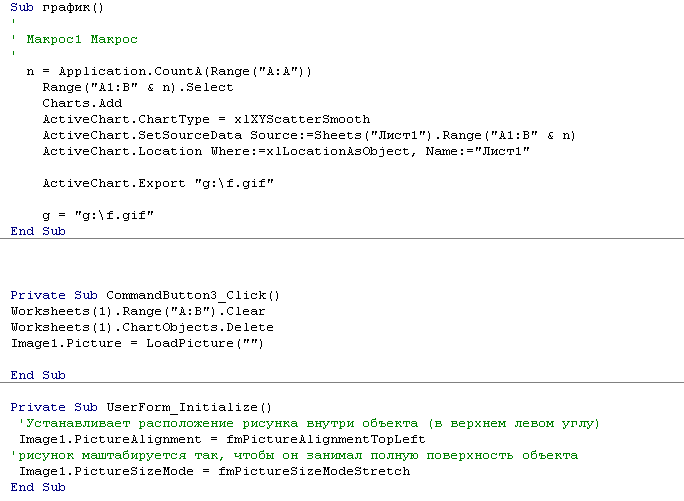 Sub график()
'
' Макрос1 Макрос
'
n = Application.CountA(Range("A:A"))
Range("A1:B" & n).Select
Charts.Add
ActiveChart.ChartType = xlXYScatterSmooth
ActiveChart.SetSourceData Source:=Sheets("Лист1").Range("A1:B" & n)
ActiveChart.Location Where:=xlLocationAsObject, Name:="Лист1"
ActiveChart.Export "g:\f.gif"
g = "g:\f.gif"
End Sub
Private Sub CommandButton3_Click()
Worksheets(1).Range("A:B").Clear
Worksheets(1).ChartObjects.Delete
Image1.Picture = LoadPicture("")
End Sub
Private Sub UserForm_Initialize()
'Устанавливает расположение рисунка внутри объекта (в верхнем левом углу)
Image1.PictureAlignment = fmPictureAlignmentTopLeft
'рисунок маштабируется так, чтобы он занимал полную поверхность объекта
Image1.PictureSizeMode = fmPictureSizeModeStretch
End Sub